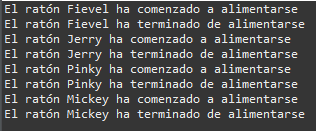 El ratón Fievel ha comenzado a alimentarse
El ratón Fievel ha terminado de alimentarse
El ratón Jerry ha comenzado a alimentarse
El ratón Jerry ha terminado de alimentarse
El ratón Pinky ha comenzado a alimentarse
El ratón Pinky ha terminado de alimentarse
El ratón Mickey ha comenzado a alimentarse
El ratón Mickey ha terminado de alimentarse